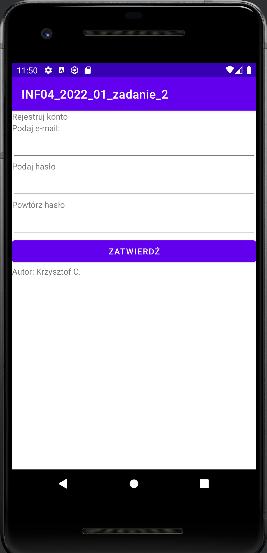 11:50
INF04_2022_01_zadanie_2
Rejestruj konto
Podaj e-mail:
Podaj hasło
Powtórz hasło
ZATWIERDŹ
Autor: Krzysztof C.